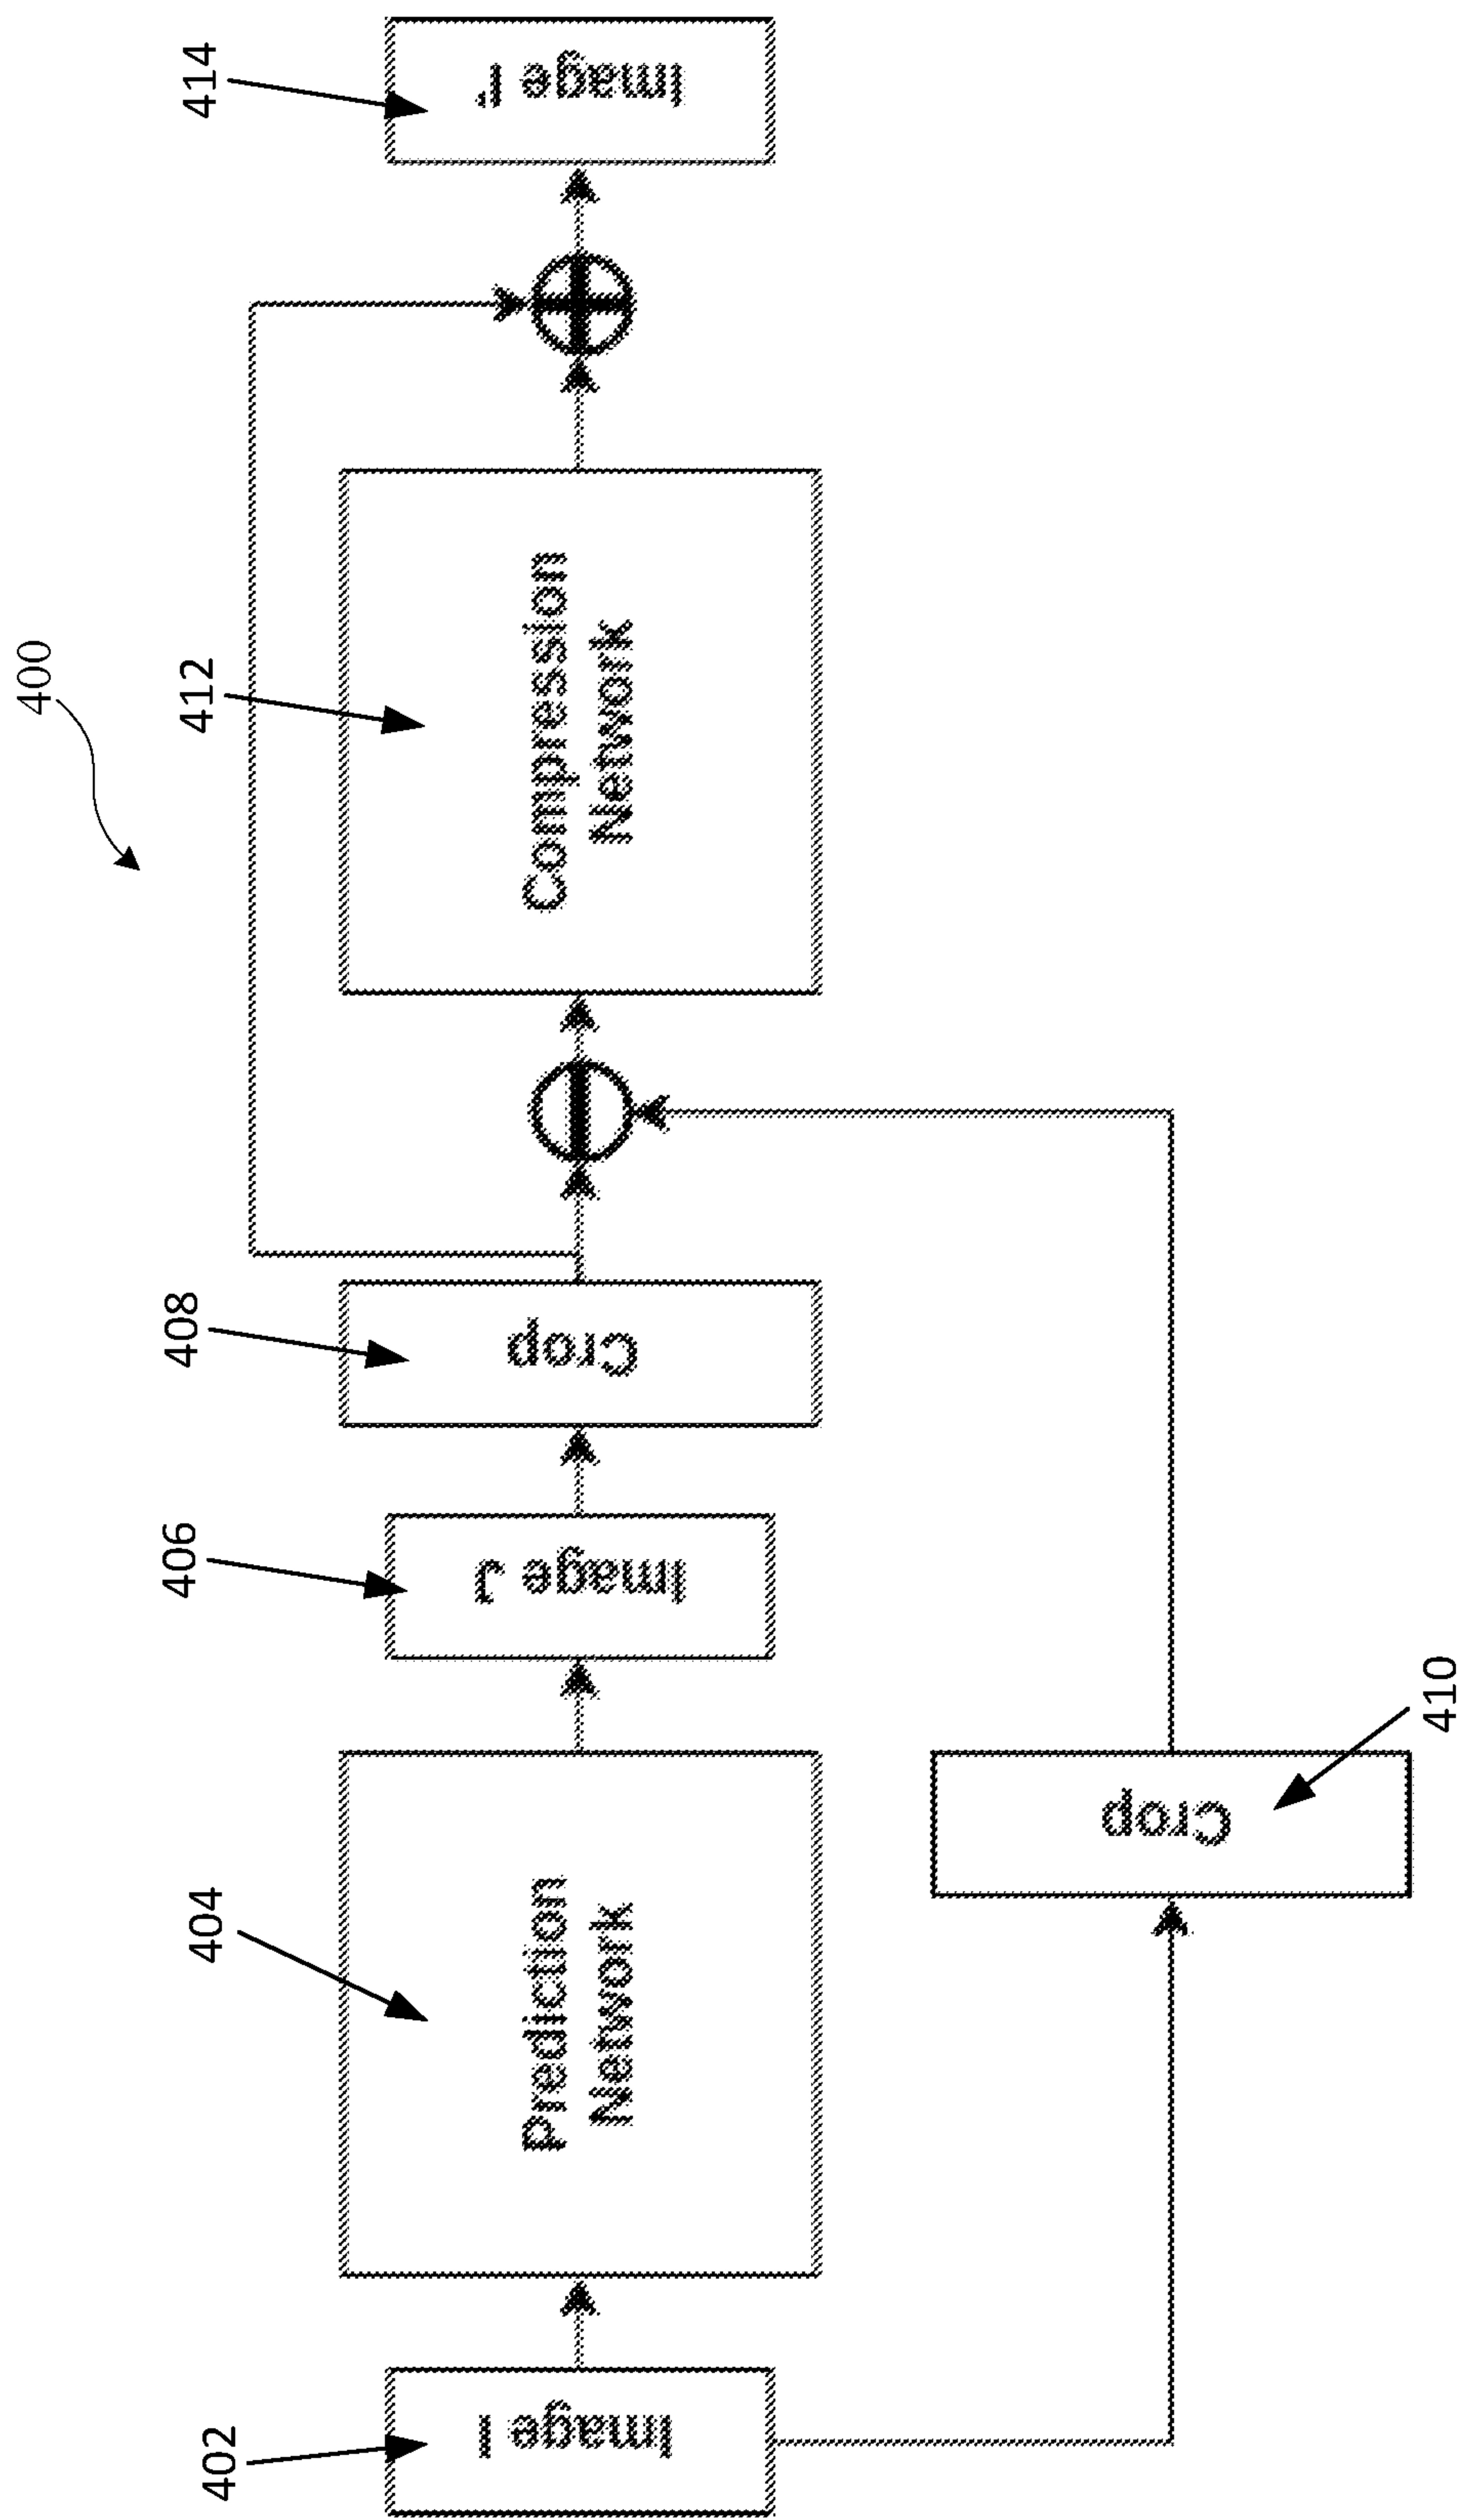 400
402
Image I
404
Prediction
Network
406
Image J
408
Crop
412
Compression
Network
414
Image I'
410
Crop